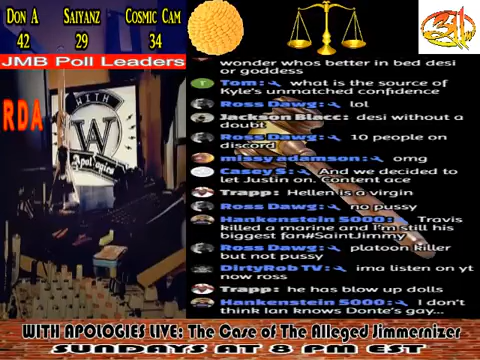 Don A Saiyanz Cosmic Cam
42 29 34
JMB Poll Leaders
RDA
WITH
W
Apologies
311
wonder whos better in bed desi
or goddess
T Tom: what is the source of
Kyle's unmatched confidence
Ross Dawg: lol
Jackson Blacc: desi without a
doubt
Ross Dawg: 10 people on
discord
missy adamson: omg
Casey S: And we decided to
let Justin on. Content ace
Trapp: Hellen is a virgin
Ross Dawg: no pussy
Hankenstein 5000: Travis
killed a marine and I'm still his
biggest fan#SaintJimmy
Ross Dawg: platoon killer
but not pussy
DirtyRob TV: ima listen on yt
now ross
Trapp: he has blow up dolls
Hankenstein 5000: I don't
think Ian knows Donte's gay...
WITH APOLOGIES LIVE: The Case of The Alleged Jimmernizer
SUNDAYS AT 8 PM EST